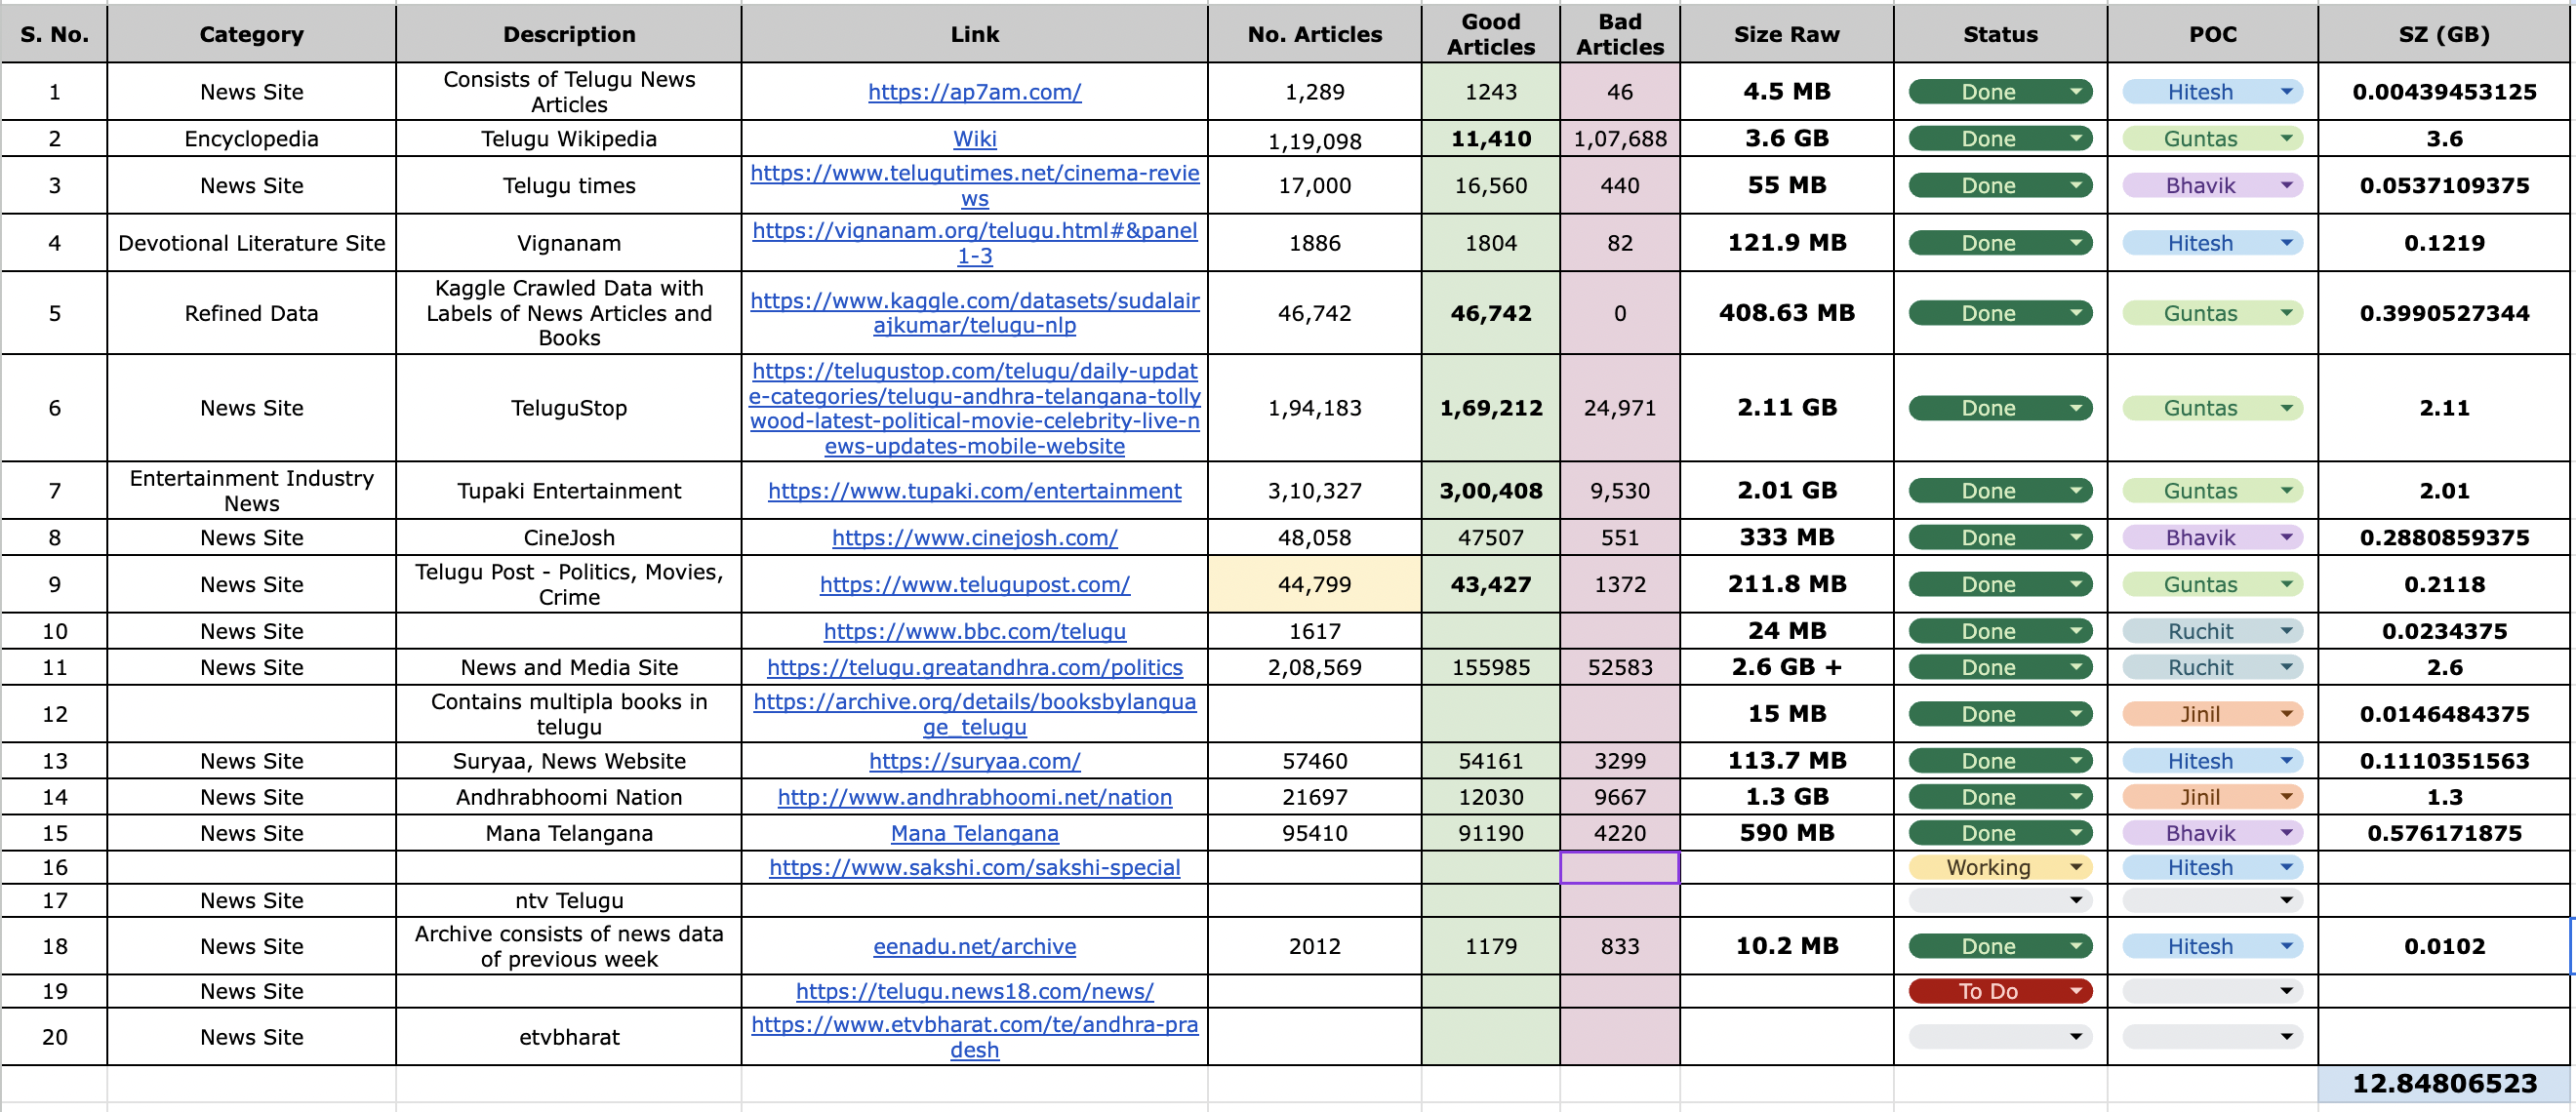 S. No. Category Description Link No. Articles Good Articles Bad Articles Size Raw Status POC SZ (GB)
1 News Site Consists of Telugu News Articles https://ap7am.com/ 1,289 1243 46 4.5 MB Done Hitesh 0.00439453125
2 Encyclopedia Telugu Wikipedia Wiki 1,19,098 11,410 1,07,688 3.6 GB Done Guntas 3.6
3 News Site Telugu times https://www.telugutimes.net/cinema-reviews 17,000 16,560 440 55 MB Done Bhavik 0.0537109375
4 Devotional Literature Site Vignanam https://vignanam.org/telugu.html#&panel1-3 1886 1804 82 121.9 MB Done Hitesh 0.1219
5 Refined Data Kaggle Crawled Data with Labels of News Articles and Books https://www.kaggle.com/datasets/sudalairajkumar/telugu-nlp 46,742 46,742 0 408.63 MB Done Guntas 0.3990527344
6 News Site TeluguStop https://telugustop.com/telugu/daily-update-categories/telugu-andhra-telangana-tollywood-latest-political-movie-celebrity-live-news-updates-mobile-website 1,94,183 1,69,212 24,971 2.11 GB Done Guntas 2.11
7 Entertainment Industry News Tupaki Entertainment https://www.tupaki.com/entertainment 3,10,327 3,00,408 9,530 2.01 GB Done Guntas 2.01
8 News Site CineJosh https://www.cinejosh.com/ 48,058 47507 551 333 MB Done Bhavik 0.2880859375
9 News Site Telugu Post - Politics, Movies, Crime https://www.telugupost.com/ 44,799 43,427 1372 211.8 MB Done Guntas 0.2118
10 News Site https://www.bbc.com/telugu 1617 24 MB Done Ruchit 0.0234375
11 News Site News and Media Site https://telugu.greatandhra.com/politics 2,08,569 155985 52583 2.6 GB + Done Ruchit 2.6
12 Contains multipla books in telugu https://archive.org/details/booksbylanguage_telugu 15 MB Done Jinil 0.0146484375
13 News Site Suryaa, News Website https://suryaa.com/ 57460 54161 3299 113.7 MB Done Hitesh 0.1110351563
14 News Site Andhrabhoomi Nation http://www.andhrabhoomi.net/nation 21697 12030 9667 1.3 GB Done Jinil 1.3
15 News Site Mana Telangana Mana Telangana 95410 91190 4220 590 MB Done Bhavik 0.576171875
16 https://www.sakshi.com/sakshi-special Working Hitesh
17 News Site ntv Telugu
18 News Site Archive consists of news data of previous week eenadu.net/archive 2012 1179 833 10.2 MB Done Hitesh 0.0102
19 News Site https://telugu.news18.com/news/ To Do
20 News Site etvbharat https://www.etvbharat.com/te/andhra-pradesh
12.84806523